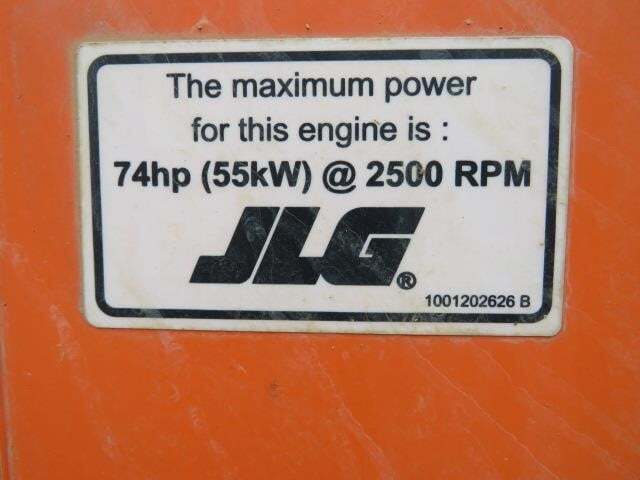 The maximum power
for this engine is :
74hp (55kW) @ 2500 RPM
JLG®
1001202626 B